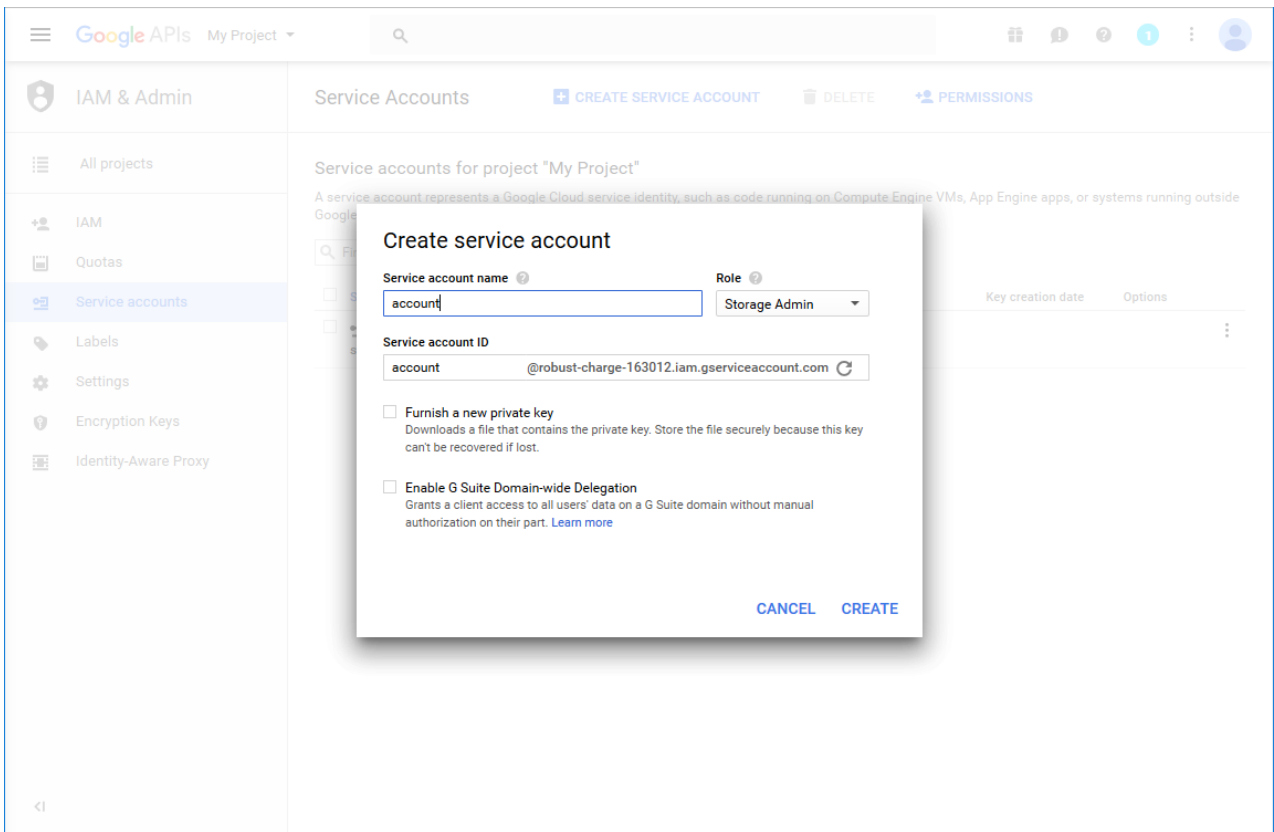 Google APIs My Project
1
IAM & Admin
Service Accounts
CREATE SERVICE ACCOUNT
DELETE
PERMISSIONS
All projects
IAM
Quotas
Service accounts
Labels
Settings
Encryption Keys
Identity-Aware Proxy
Service accounts for project "My Project"
A service account represents a Google Cloud service identity, such as code running on Compute Engine VMs, App Engine apps, or systems running outside
Google
Key creation date
Options
Create service account
Service account name
Role
account
Storage Admin
Service account ID
account @robust-charge-163012.iam.gserviceaccount.com
Furnish a new private key
Downloads a file that contains the private key. Store the file securely because this key
can't be recovered if lost.
Enable G Suite Domain-wide Delegation
Grants a client access to all users' data on a G Suite domain without manual
authorization on their part. Learn more
CANCEL
CREATE